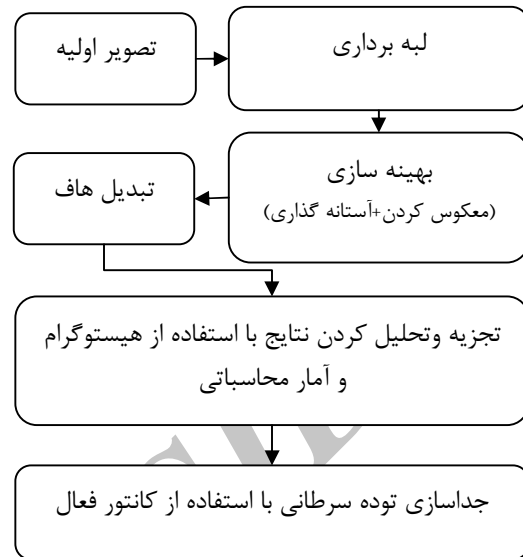 تصویر اولیه
لبه برداری
بهینه سازی
(معکوس کردن+آستانه گذاری)
تبدیل هاف
تجزیه وتحلیل کردن نتایج با استفاده از هیستوگرام
و آمار محاسباتی
جداسازی توده سرطانی با استفاده از کانتور فعال